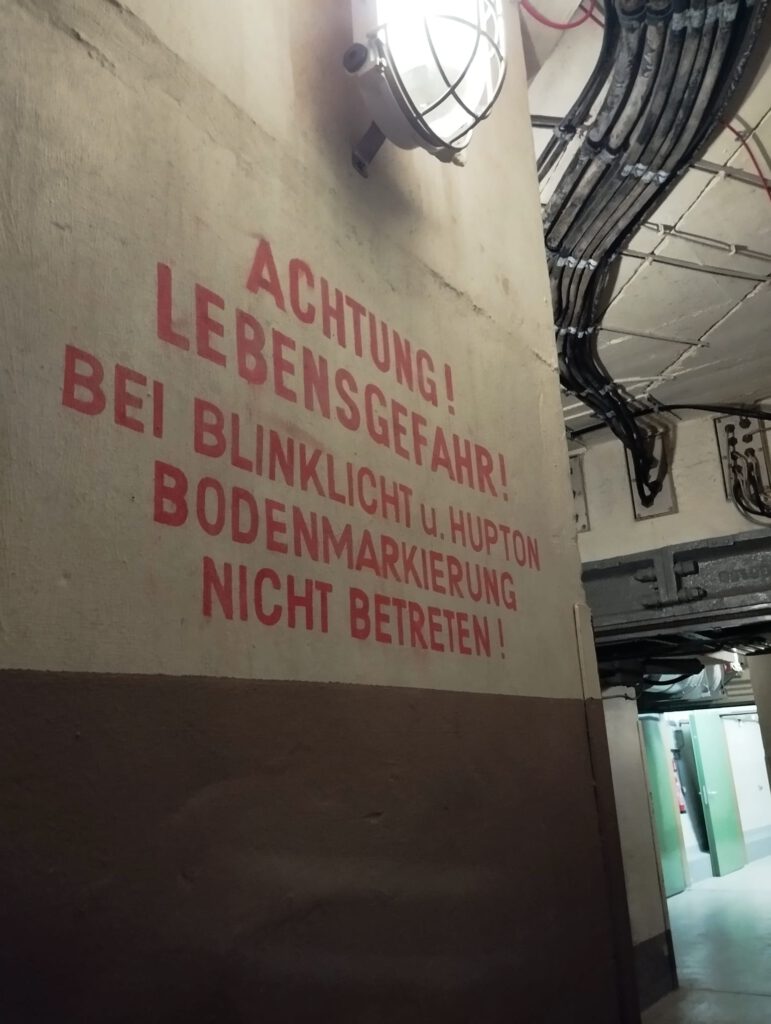 ACHTUNG!
LEBENSGEFAHR!
BEI BLINKLICHT u. HUPTON
BODENMARKIERUNG
NICHT BETRETEN!